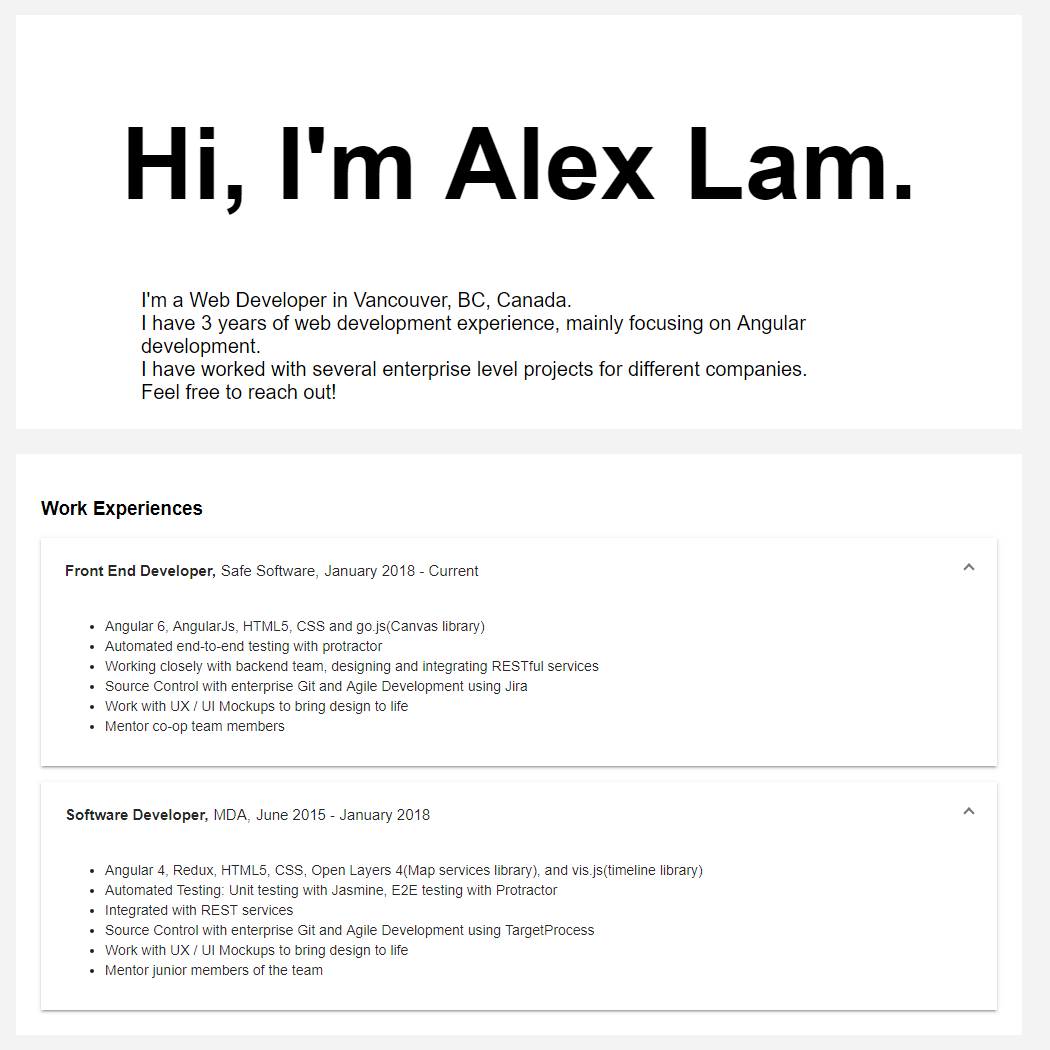 Hi, I'm Alex Lam.
I'm a Web Developer in Vancouver, BC, Canada.
I have 3 years of web development experience, mainly focusing on Angular
development.
I have worked with several enterprise level projects for different companies.
Feel free to reach out!
Work Experiences
Front End Developer, Safe Software, January 2018 - Current
• Angular 6, AngularJs, HTML5, CSS and go.js(Canvas library)
• Automated end-to-end testing with protractor
• Working closely with backend team, designing and integrating RESTful services
• Source Control with enterprise Git and Agile Development using Jira
• Work with UX / UI Mockups to bring design to life
• Mentor co-op team members
Software Developer, MDA, June 2015 - January 2018
• Angular 4, Redux, HTML5, CSS, Open Layers 4(Map services library), and vis.js(timeline library)
• Automated Testing: Unit testing with Jasmine, E2E testing with Protractor
• Integrated with REST services
• Source Control with enterprise Git and Agile Development using TargetProcess
• Work with UX / UI Mockups to bring design to life
• Mentor junior members of the team